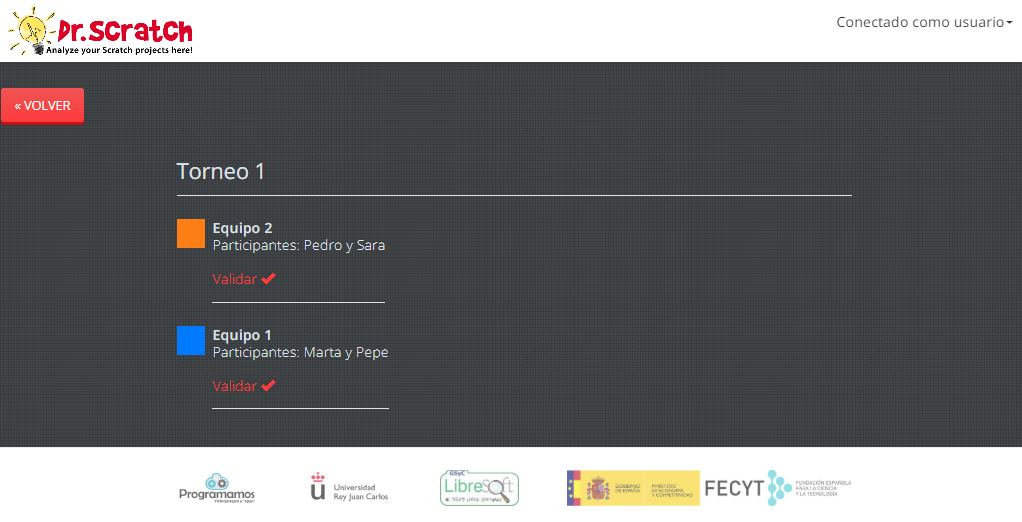 Dr.Scratch
Analyze your Scratch projects here!
Conectado como usuario
« VOLVER
Torneo 1
Equipo 2
Participantes: Pedro y Sara
Validar
Equipo 1
Participantes: Marta y Pepe
Validar
Programamos
Videojuegos y apps
Universidad
Rey Juan Carlos
GSyC
LibreSoft
GOBIERNO
DE ESPAÑA
MINISTERIO
DE ECONOMÍA
Y COMPETITIVIDAD
FECYT
FUNDACIÓN ESPAÑOLA
PARA LA CIENCIA
Y LA TECNOLOGÍA